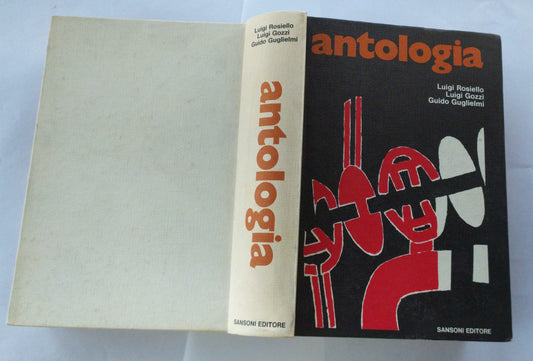 Luigi Rosiello
Luigi Gozzi
Guido Guglielmi
antologia
SANSONI EDITORE
antologia
Luigi Rosiello
Luigi Gozzi
Guido Guglielmi
SANSONI EDITORE